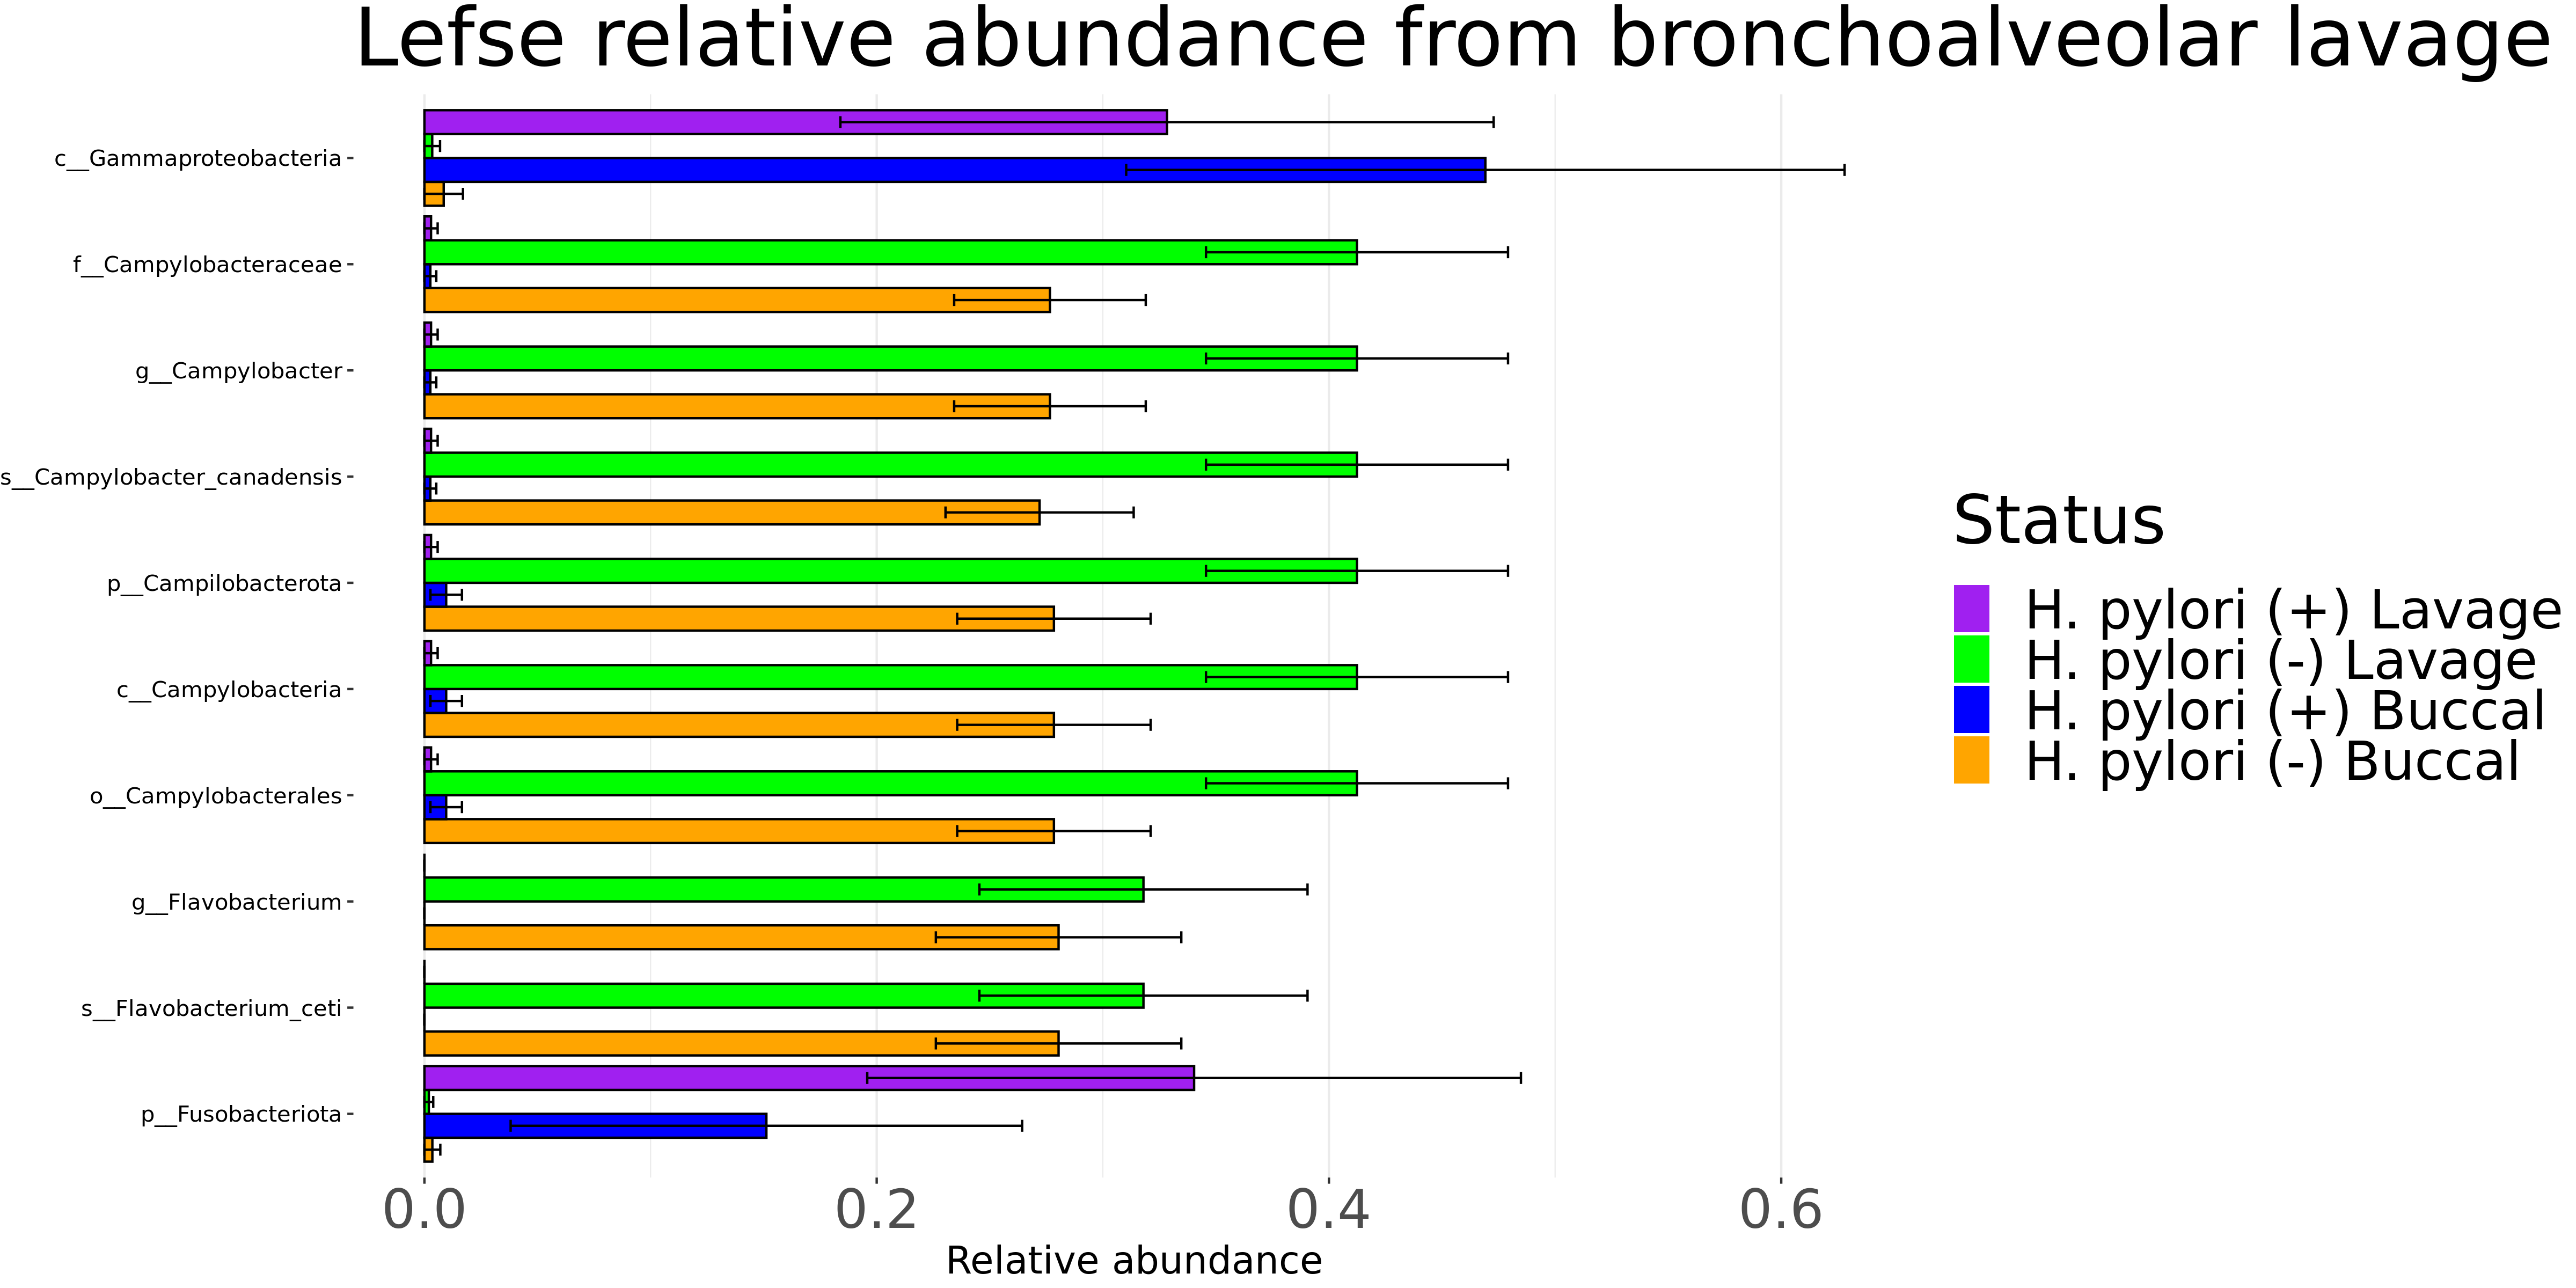 Lefse relative abundance from bronchoalveolar lavage
c__Gammaproteobacteria
f__Campylobacteraceae
g__Campylobacter
s__Campylobacter_canadensis
p__Campilobacterota
c__Campylobacteria
o__Campylobacterales
g__Flavobacterium
s__Flavobacterium_ceti
p__Fusobacteriota
0.0 0.2 0.4 0.6
Relative abundance
Status
H. pylori (+) Lavage
H. pylori (-) Lavage
H. pylori (+) Buccal
H. pylori (-) Buccal